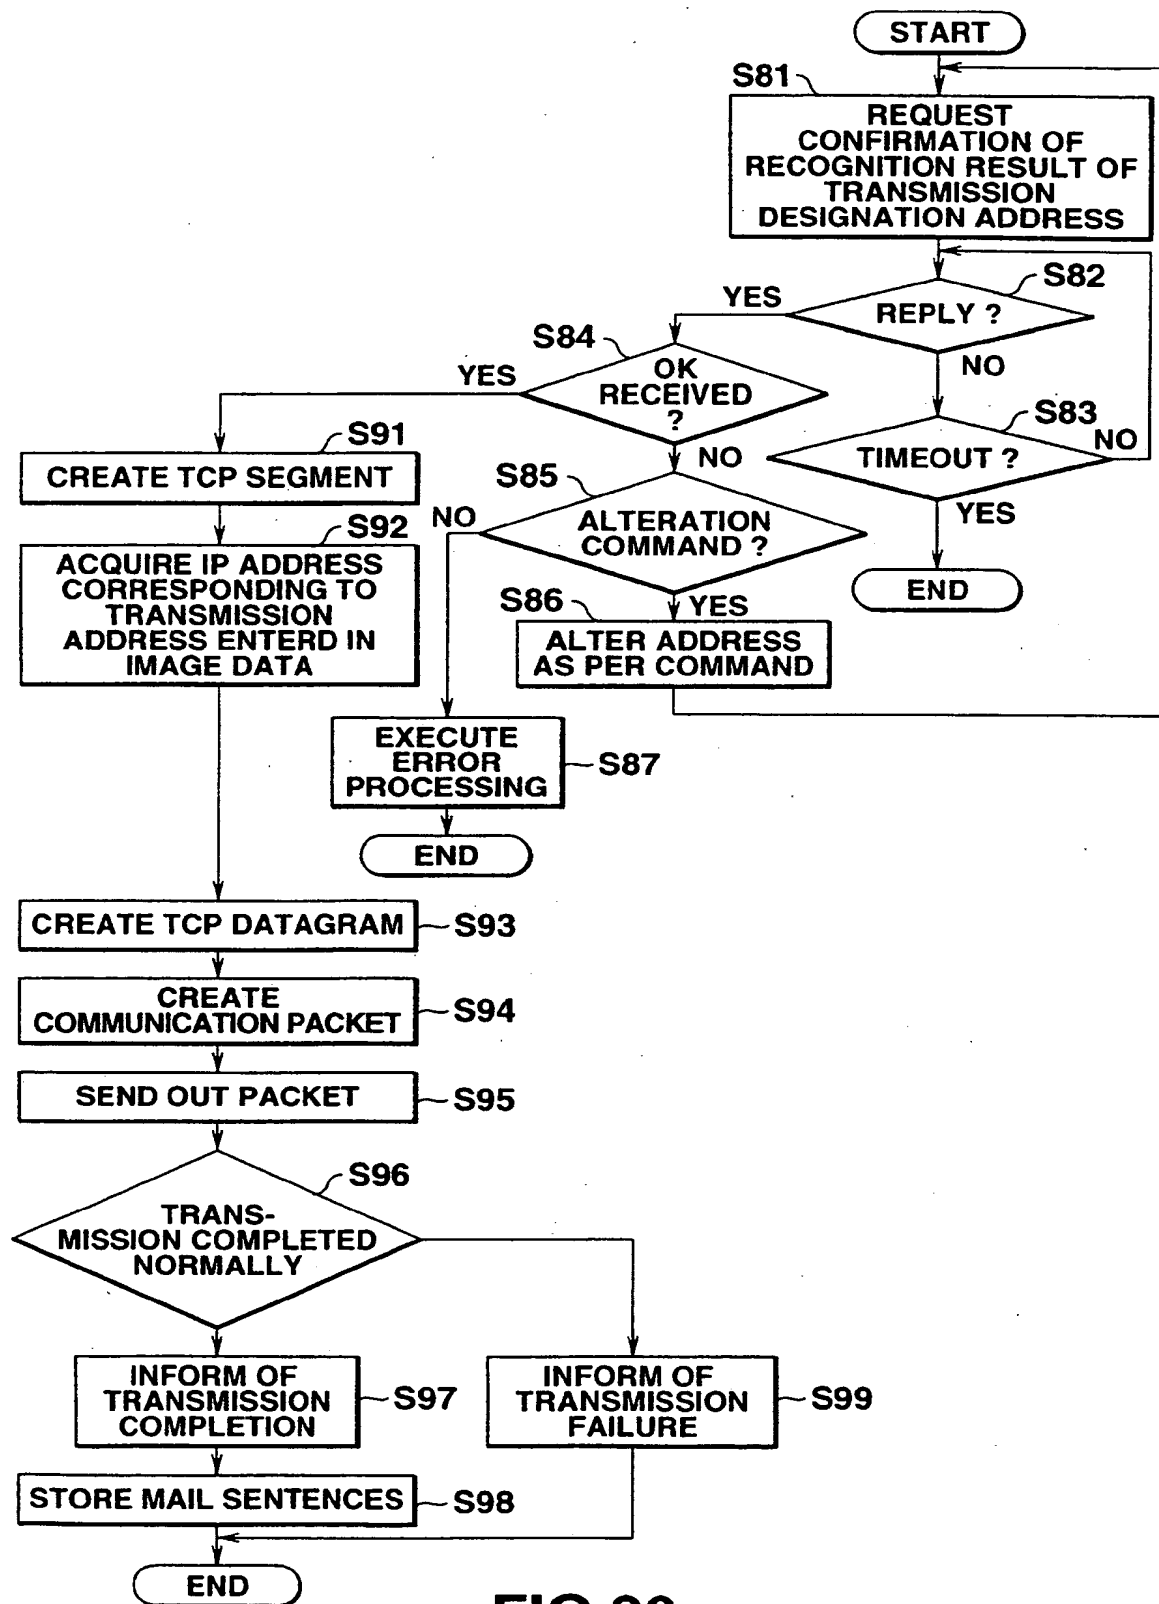 START
S81
REQUEST
CONFIRMATION OF
RECOGNITION RESULT OF
TRANSMISSION
DESIGNATION ADDRESS
S82
REPLY ?
YES
NO
S83
TIMEOUT ?
NO
YES
END
S84
OK
RECEIVED
?
YES
NO
S85
ALTERATION
COMMAND ?
NO
YES
S86
ALTER ADDRESS
AS PER COMMAND
EXECUTE
ERROR
PROCESSING
S87
END
S91
CREATE TCP SEGMENT
S92
ACQUIRE IP ADDRESS
CORRESPONDING TO
TRANSMISSION
ADDRESS ENTERD IN
IMAGE DATA
CREATE TCP DATAGRAM
S93
CREATE
COMMUNICATION PACKET
S94
SEND OUT PACKET
S95
S96
TRANS-
MISSION COMPLETED
NORMALLY
INFORM OF
TRANSMISSION
COMPLETION
S97
INFORM OF
TRANSMISSION
FAILURE
S99
STORE MAIL SENTENCES
S98
END